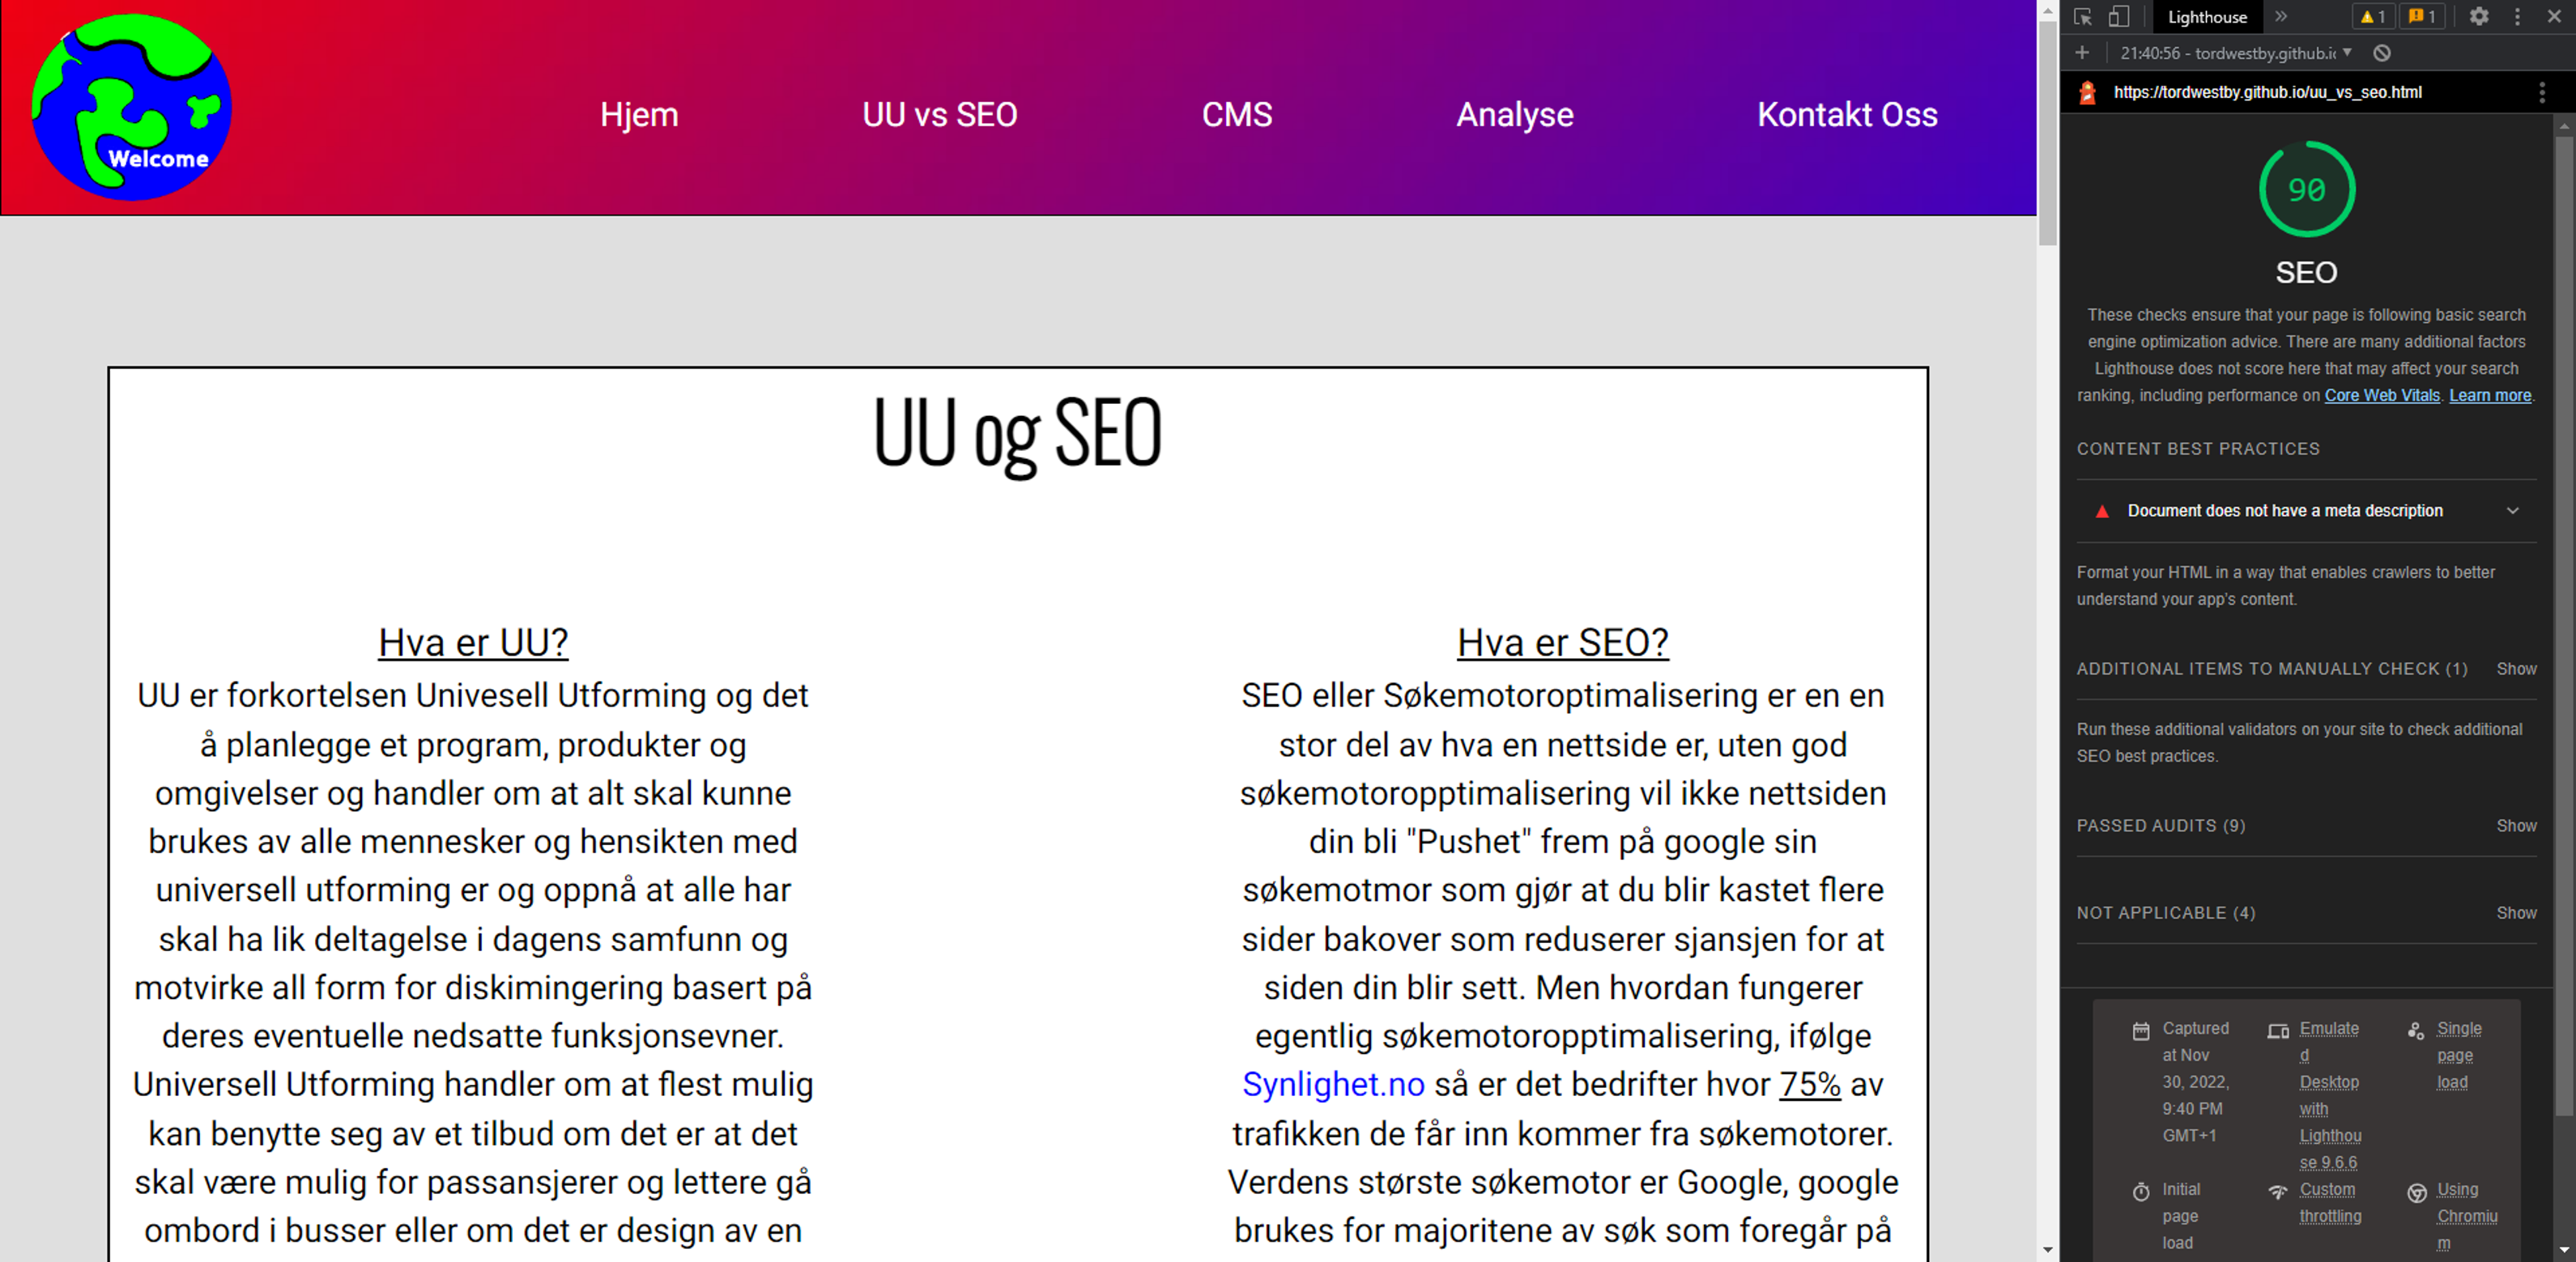 Welcome
Hjem
UU vs SEO
CMS
Analyse
Kontakt Oss
UU og SEO
Hva er UU?
UU er forkortelsen Univesell Utforming og det
å planlegge et program, produkter og
omgivelser og handler om at alt skal kunne
brukes av alle mennesker og hensikten med
universell utforming er og oppnå at alle har
skal ha lik deltagelse i dagens samfunn og
motvirke all form for diskimingering basert på
deres eventuelle nedsatte funksjonsevner.
Universell Utforming handler om at flest mulig
kan benytte seg av et tilbud om det er at det
skal være mulig for passansjerer og lettere gå
ombord i busser eller om det er design av en
Hva er SEO?
SEO eller Søkemotoroptimalisering er en en
stor del av hva en nettside er, uten god
søkemotoropptimalisering vil ikke nettsiden
din bli "Pushet" frem på google sin
søkemotmor som gjør at du blir kastet flere
sider bakover som reduserer sjansjen for at
siden din blir sett. Men hvordan fungerer
egentlig søkemotoropptimalisering, ifølge
Synlighet.no så er det bedrifter hvor 75% av
trafikken de får inn kommer fra søkemotorer.
Verdens største søkemotor er Google, google
brukes for majoritene av søk som foregår på
Lighthouse
1
1
21:40:56 - tordwestby.github.io
https://tordwestby.github.io/uu_vs_seo.html
90
SEO
These checks ensure that your page is following basic search
engine optimization advice. There are many additional factors
Lighthouse does not score here that may affect your search
ranking, including performance on Core Web Vitals. Learn more.
CONTENT BEST PRACTICES
Document does not have a meta description
Format your HTML in a way that enables crawlers to better
understand your app's content.
ADDITIONAL ITEMS TO MANUALLY CHECK (1) Show
Run these additional validators on your site to check additional
SEO best practices.
PASSED AUDITS (9) Show
NOT APPLICABLE (4) Show
Captured
at Nov
30, 2022,
9:40 PM
GMT+1
Emulate
d
Desktop
with
Lighthou
se 9.6.6
Single
page
load
Initial
page
load
Custom
throttling
Using
Chromiu
m